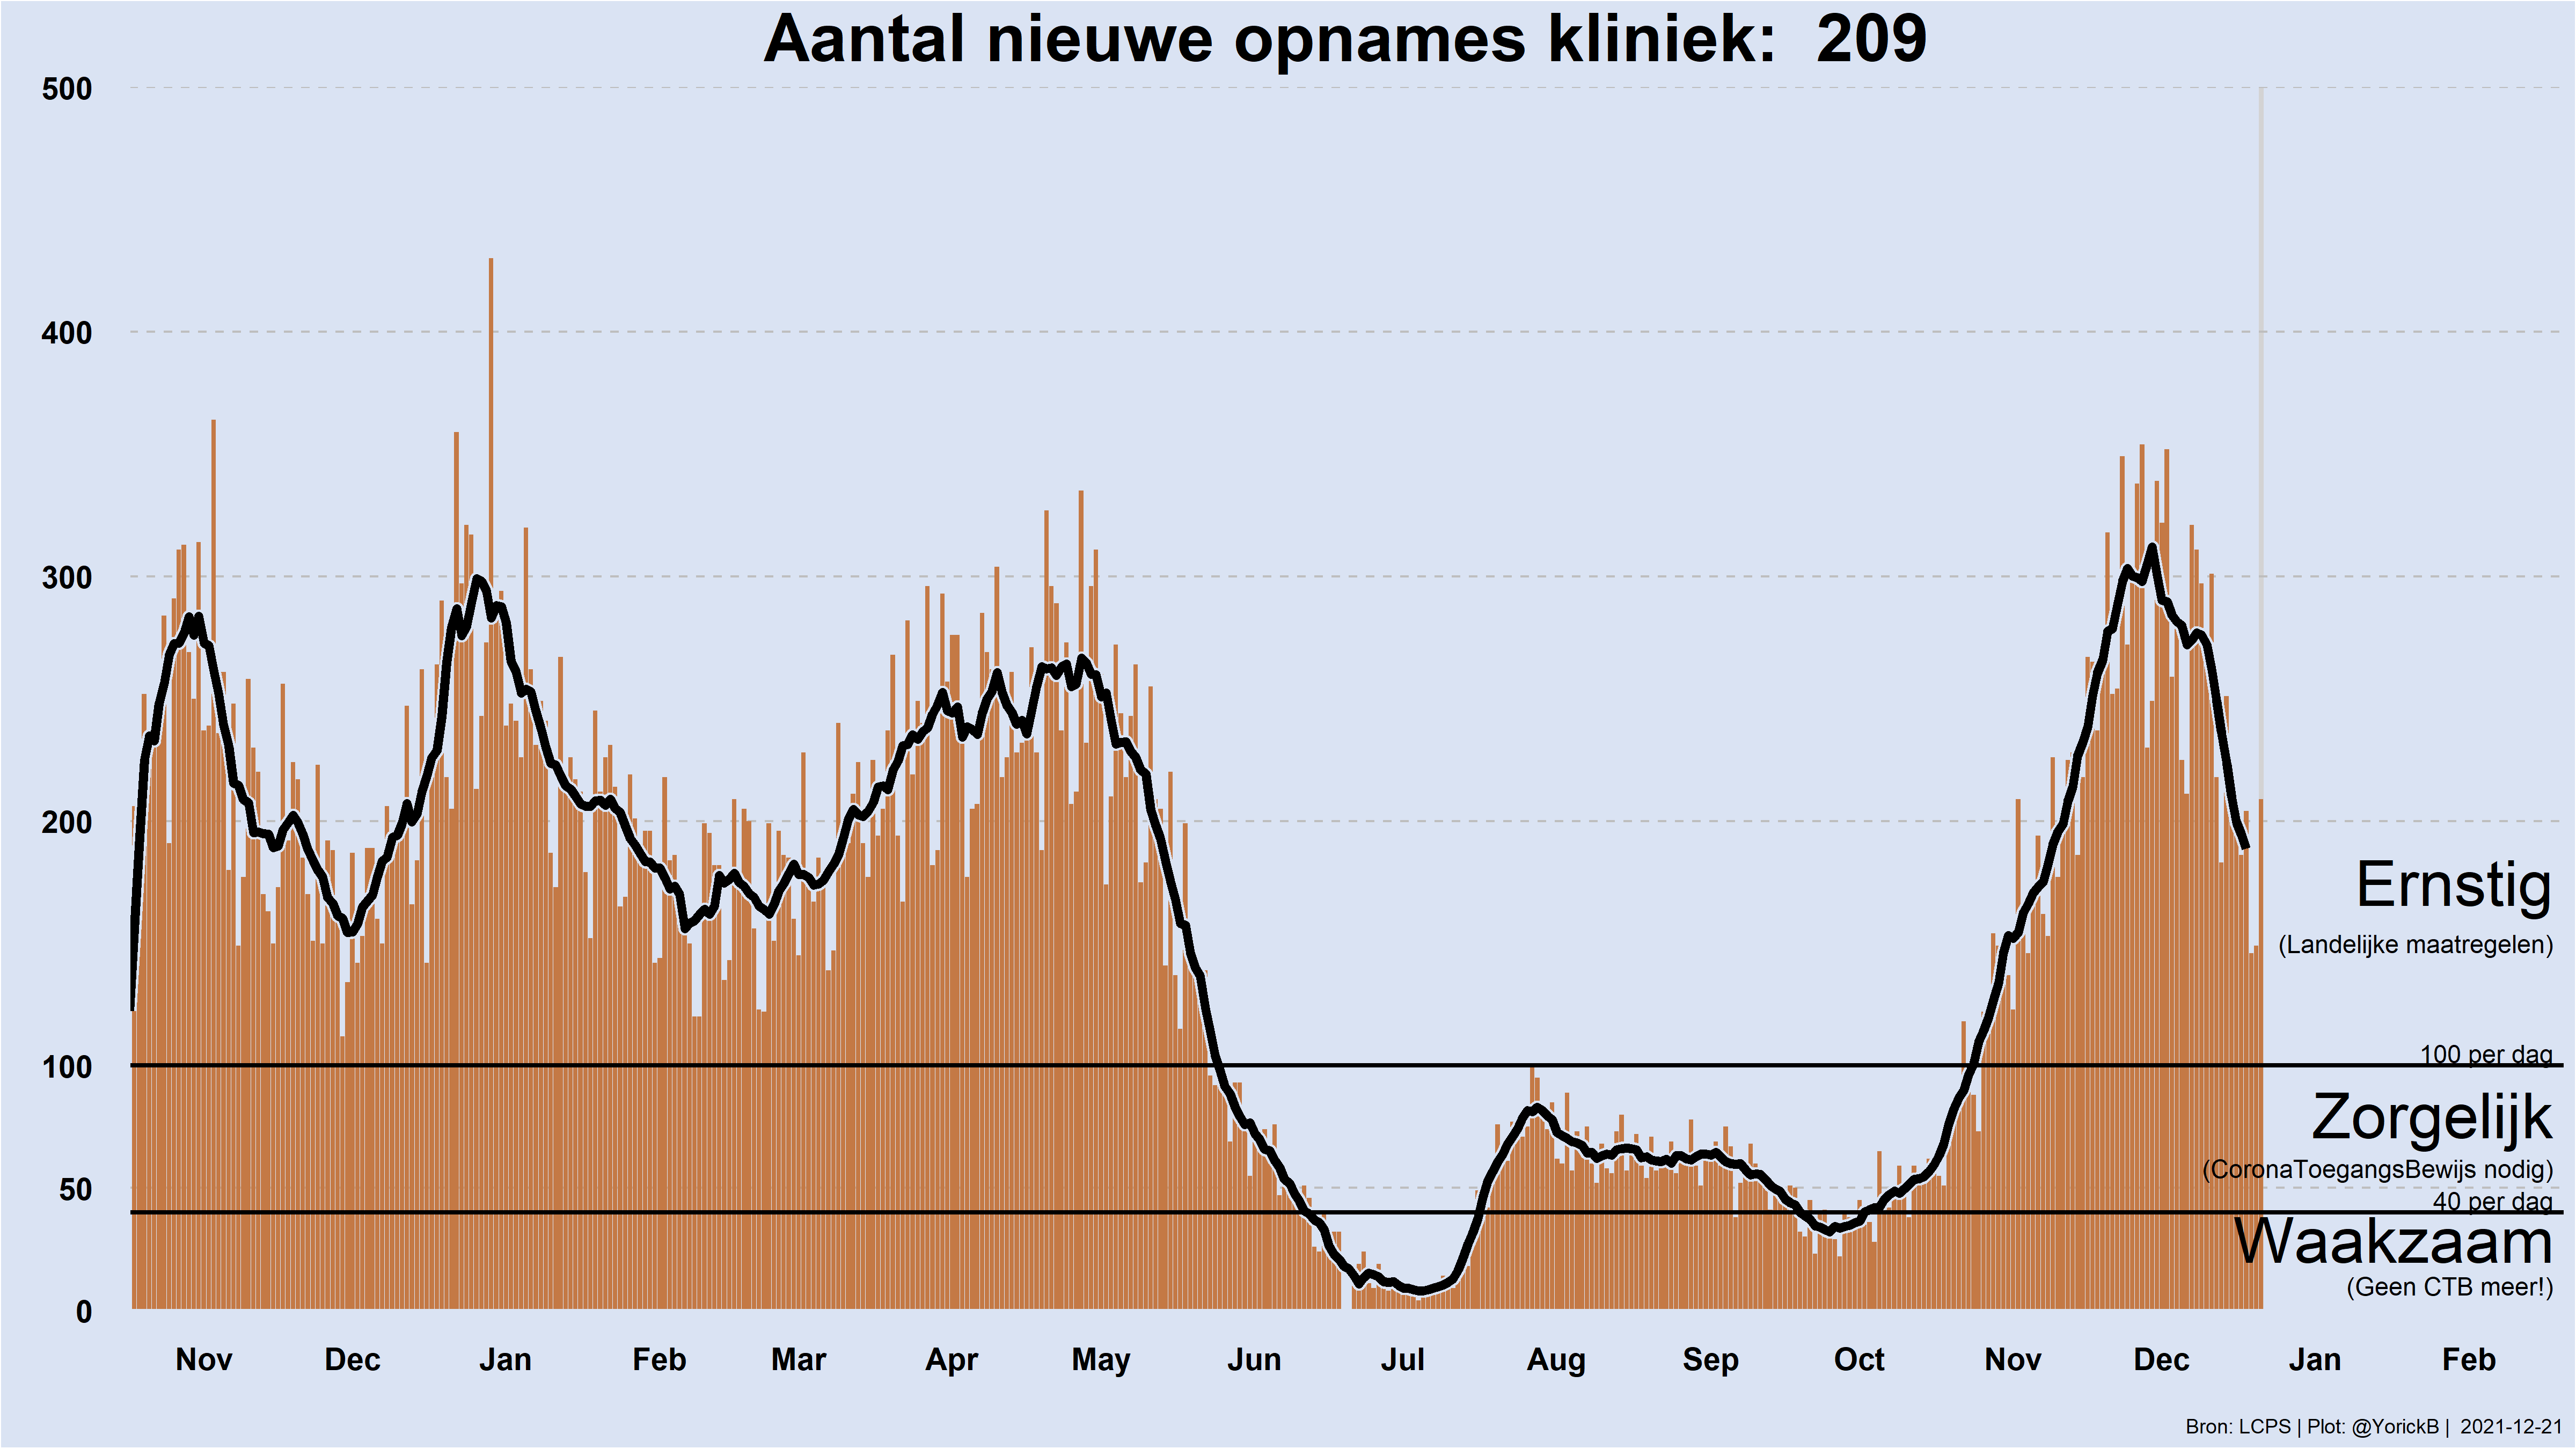 Aantal nieuwe opnames kliniek:  209
500
400
300
200
100
50
0
Ernstig
(Landelijke maatregelen)
100 per dag
Zorgelijk
(CoronaToegangsBewijs nodig)
40 per dag
Waakzaam
(Geen CTB meer!)
Nov Dec Jan Feb Mar Apr May Jun Jul Aug Sep Oct Nov Dec Jan Feb
Bron: LCPS | Plot: @YorickB |  2021-12-21